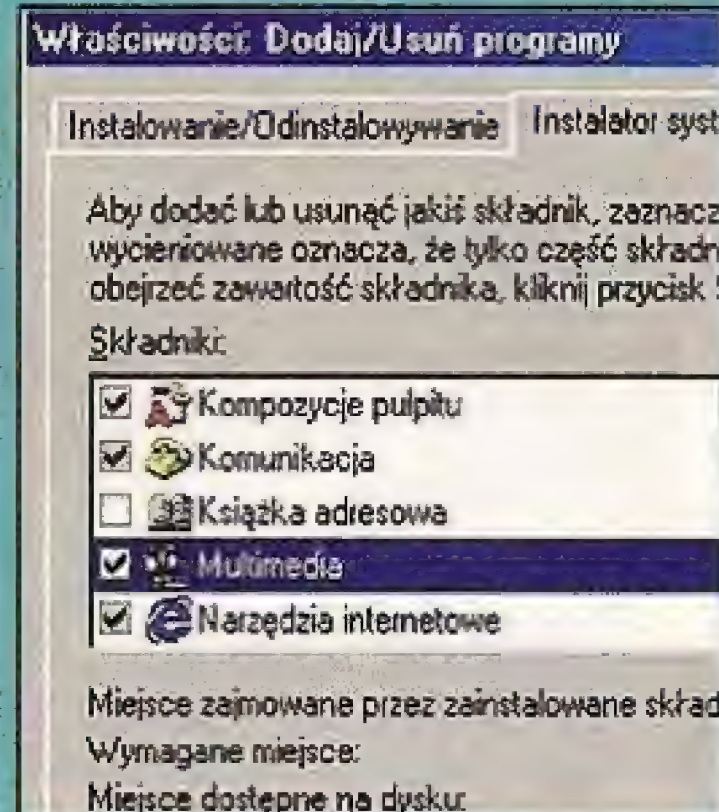 Właściwości: Dodaj/Usuń programy
Instalowanie/Odinstalowywanie Instalator syst
Aby dodać lub usunąć jakiś składnik, zaznacz
wycieniowane oznacza, że tylko część składn
obejrzeć zawartość składnika, kliknij przycisk
Składniki:
Kompozycje pulpitu
Komunikacja
Książka adresowa
Multimedia
Narzędzia internetowe
Miejsce zajmowane przez zainstalowane skład
Wymagane miejsce:
Miejsce dostępne na dysku: